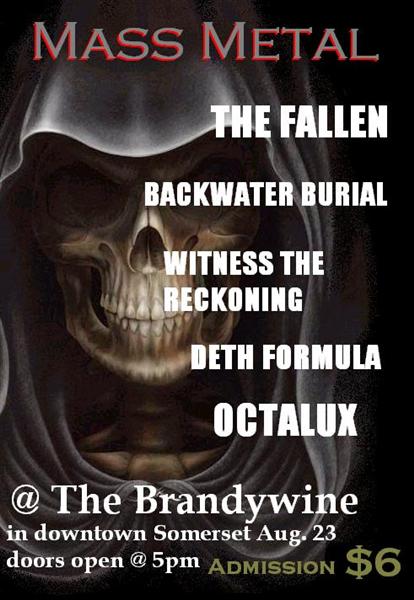 MASS METAL
THE FALLEN
BACKWATER BURIAL
WITNESS THE
RECKONING
DETH FORMULA
OCTALUX
@ The Brandywine
in downtown Somerset Aug. 23
doors open @ 5pm ADMISSION $6